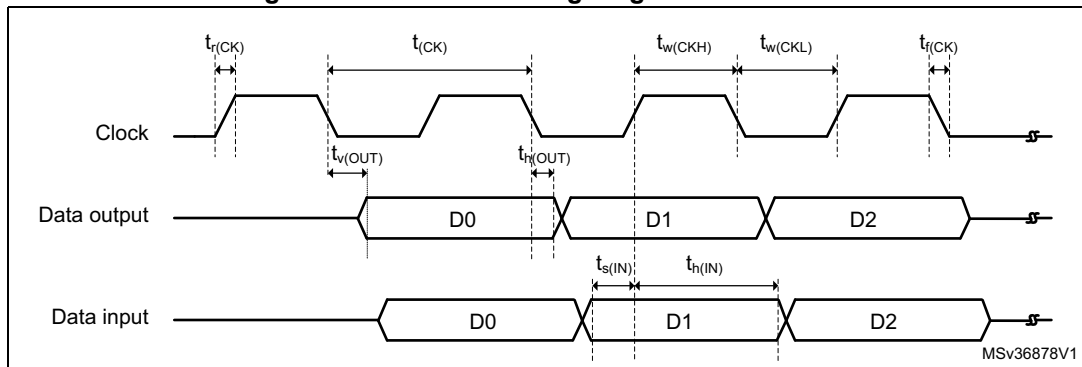 t_r(CK) t_(CK) t_w(CKH) t_w(CKL) t_f(CK)
Clock
t_v(OUT) t_h(OUT)
Data output D0 D1 D2
t_s(IN) t_h(IN)
Data input D0 D1 D2
MSv36878V1